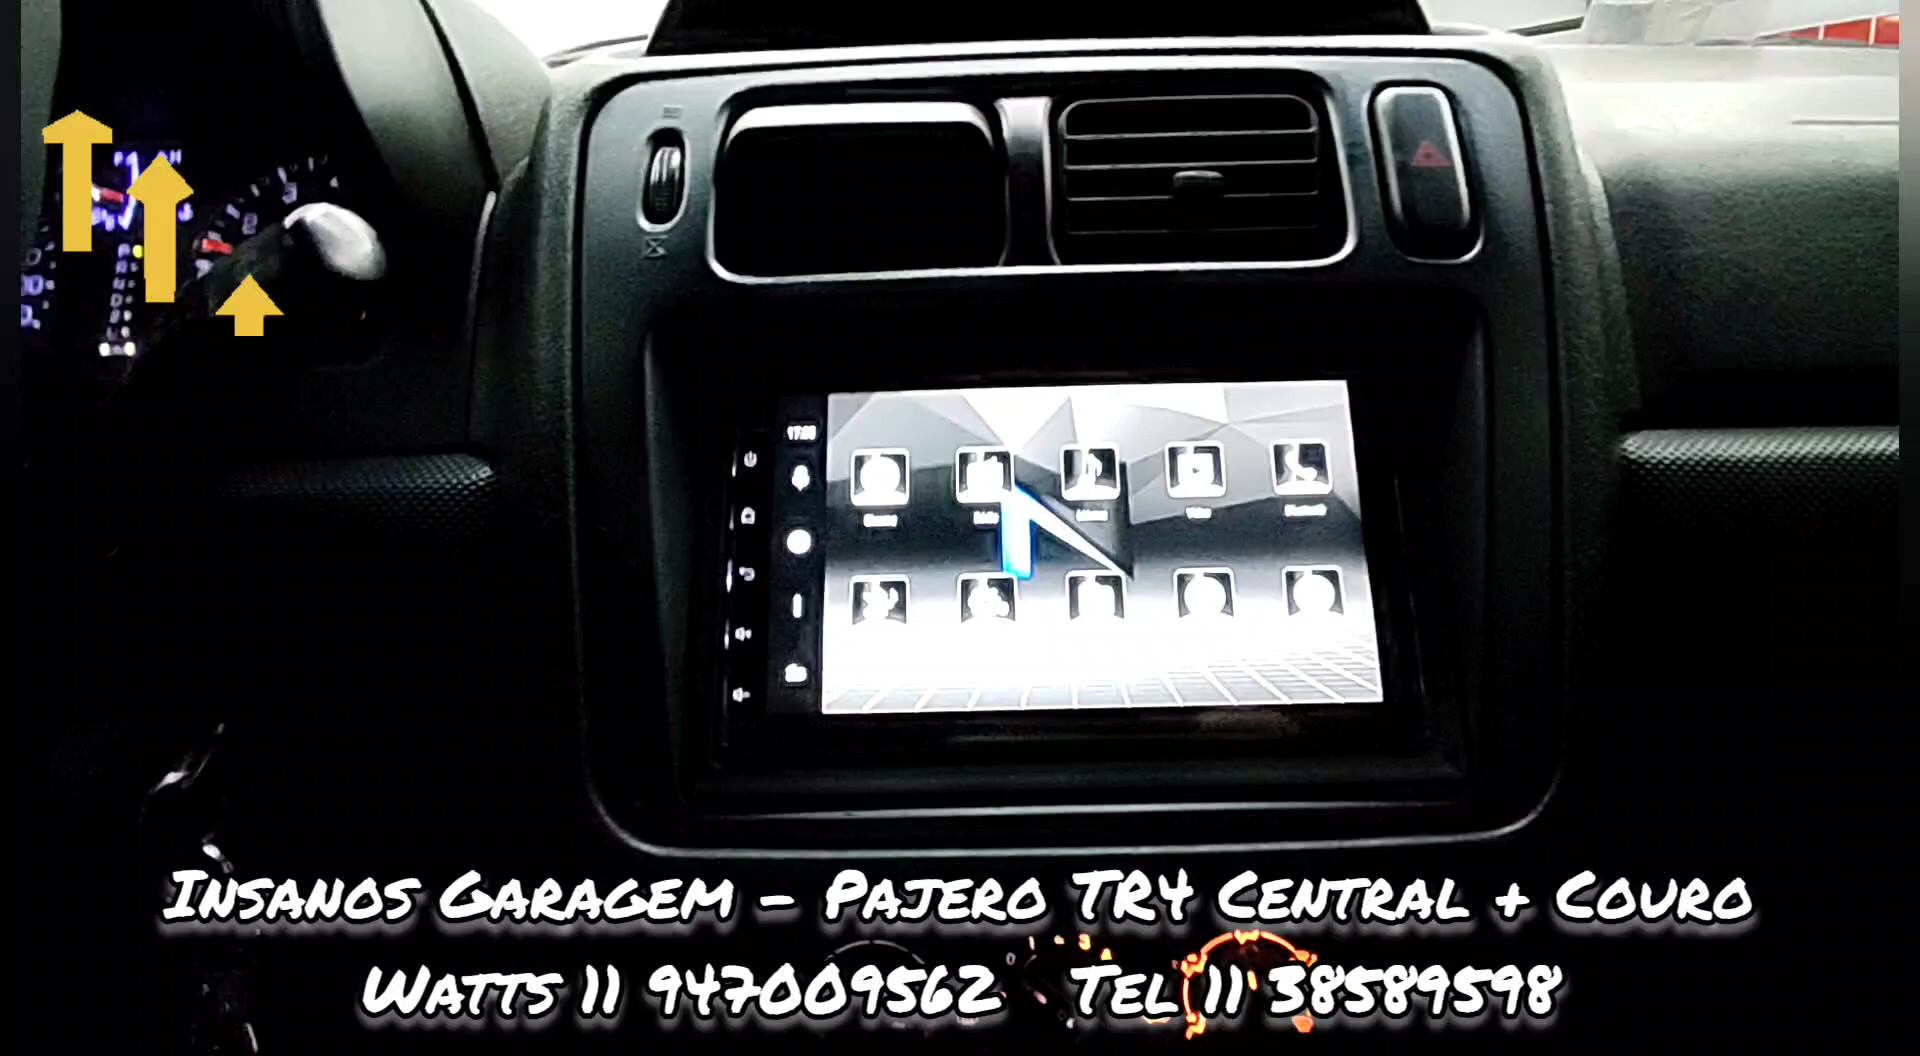 Insanos Garagem - Pajero TR4 Central + Couro
Watts 11 947009562 Tel 11 38589598